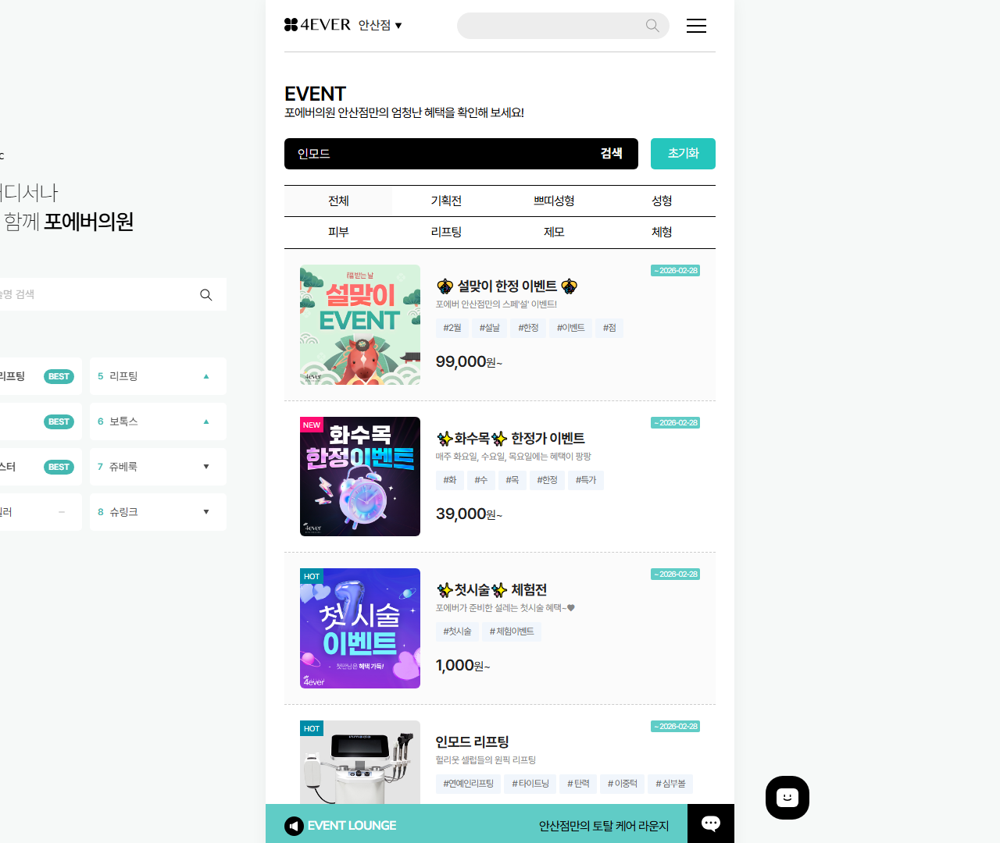 4EVER 안산점 ▼
EVENT
포에버의원 안산점만의 엄청난 혜택을 확인해 보세요!
인모드 검색 초기화
전체 기획전 쁘띠성형 성형
피부 리프팅 제모 체형
설맞이
EVENT
4ever
~ 2026-02-28
설맞이 한정 이벤트
포에버 안산점만의 스페'설' 이벤트!
#2월 #설날 #한정 #이벤트 #점
99,000원~
NEW
화수목
한정이벤트
4ever
~ 2026-02-28
화수목 한정가 이벤트
매주 화요일, 수요일, 목요일에는 혜택이 팡팡
#화 #수 #목 #한정 #특가
39,000원~
HOT
첫 시술
이벤트
첫만남은 혜택 가득!
4ever
~ 2026-02-28
첫시술 체험전
포에버가 준비한 설레는 첫시술 혜택~♥
#첫시술 # 체험이벤트
1,000원~
HOT
inmode
~ 2026-02-28
인모드 리프팅
헐리웃 셀럽들의 원픽 리프팅
#연예인리프팅 # 타이트닝 # 탄력 # 이중턱 # 심부볼
EVENT LOUNGE 안산점만의 토탈 케어 라운지
디서나
함께 포에버의원
술명 검색
리프팅 BEST
5 리프팅 ▲
BEST
6 보톡스 ▲
스터 BEST
7 쥬베룩 ▼
필러 –
8 슈링크 ▼